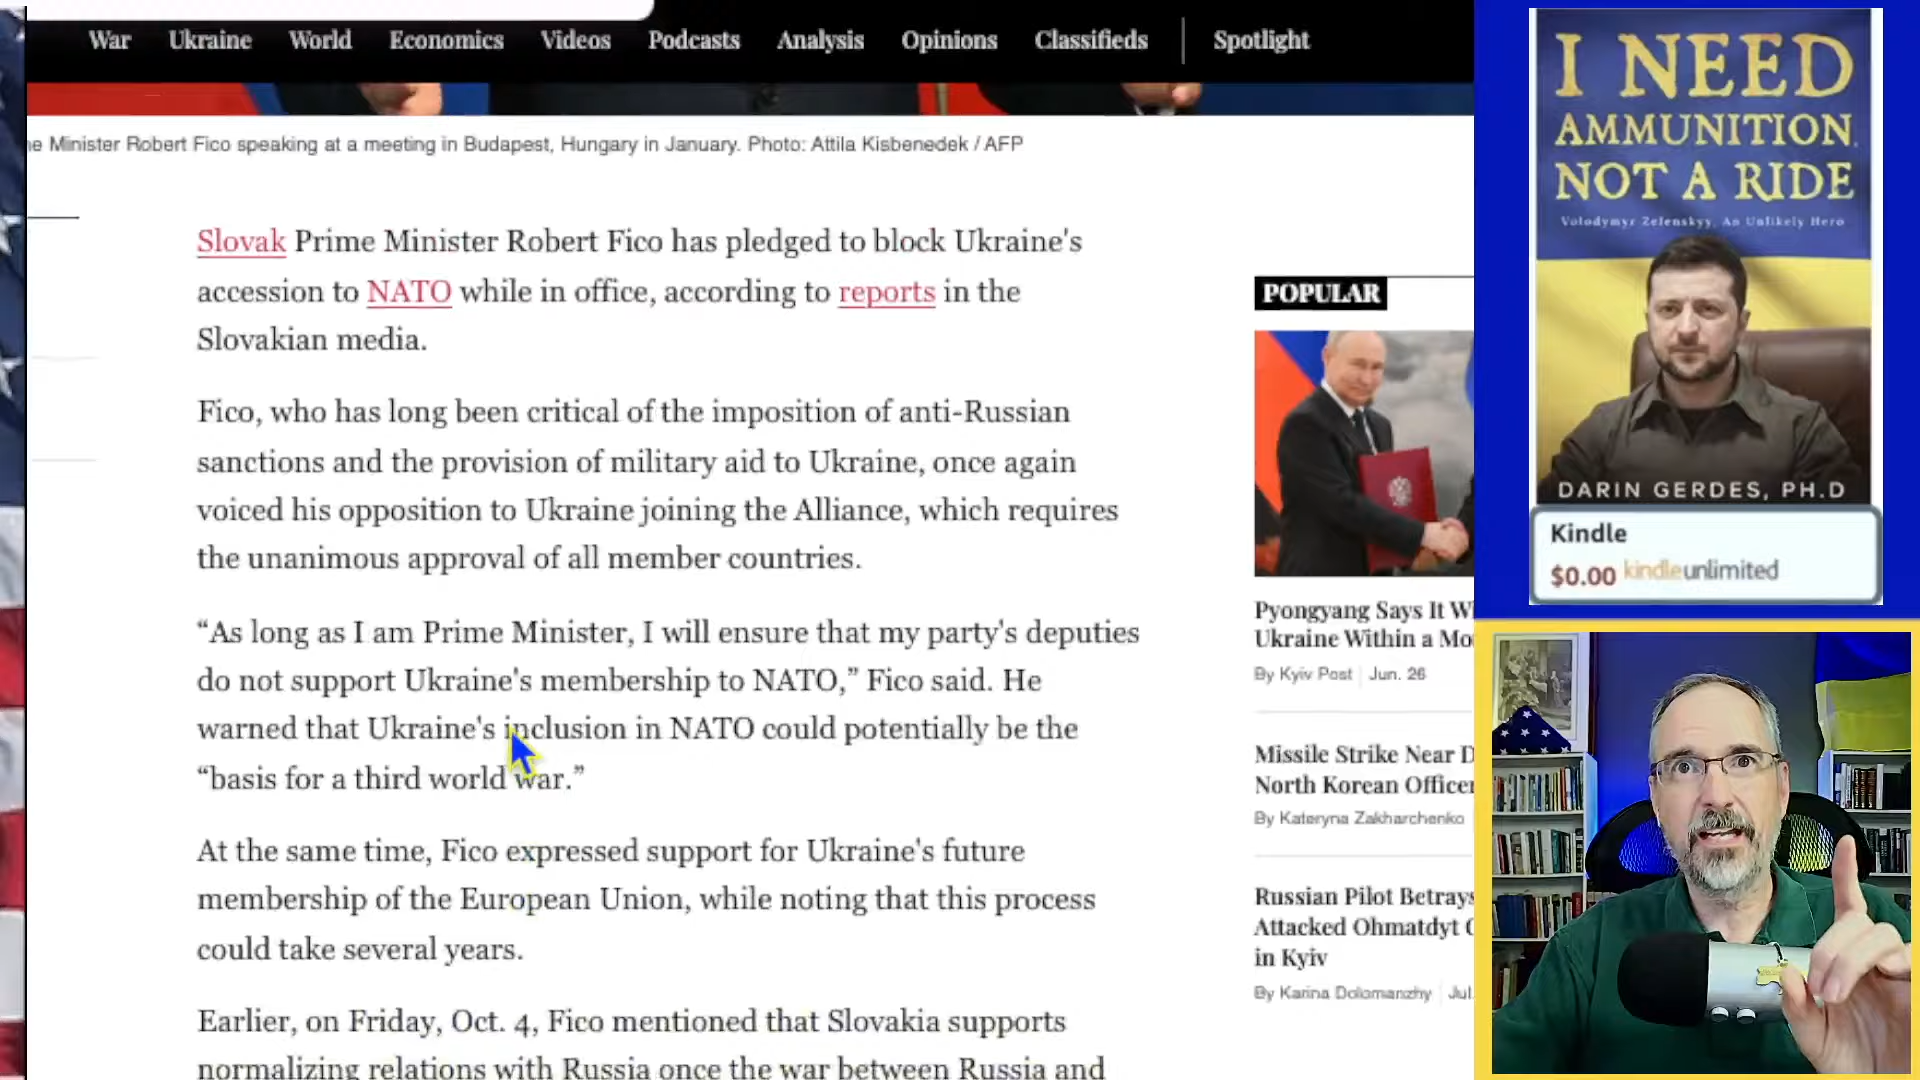 War Ukraine World Economics Videos Podcasts Analysis Opinions Classifieds Spotlight
Minister Robert Fico speaking at a meeting in Budapest, Hungary in January. Photo: Attila Kisbenedek / AFP
Slovak Prime Minister Robert Fico has pledged to block Ukraine's
accession to NATO while in office, according to reports in the
Slovakian media.
Fico, who has long been critical of the imposition of anti-Russian
sanctions and the provision of military aid to Ukraine, once again
voiced his opposition to Ukraine joining the Alliance, which requires
the unanimous approval of all member countries.
“As long as I am Prime Minister, I will ensure that my party's deputies
do not support Ukraine's membership to NATO,” Fico said. He
warned that Ukraine's inclusion in NATO could potentially be the
“basis for a third world war.”
At the same time, Fico expressed support for Ukraine's future
membership of the European Union, while noting that this process
could take several years.
Earlier, on Friday, Oct. 4, Fico mentioned that Slovakia supports
normalizing relations with Russia once the war between Russia and
POPULAR
Pyongyang Says It
Ukraine Within a
By Kyiv Post | Jun. 26
Missile Strike Near
North Korean
By Kateryna Zakharchenko
Russian Pilot Betrays
Attacked Ohmatdyt
in Kyiv
By Karina Dolomanzhy | Jul.
I NEED
AMMUNITION,
NOT A RIDE
Volodymyr Zelenskyy, An Unlikely Hero
DARIN GERDES, PH.D
Kindle
$0.00 kindleunlimited